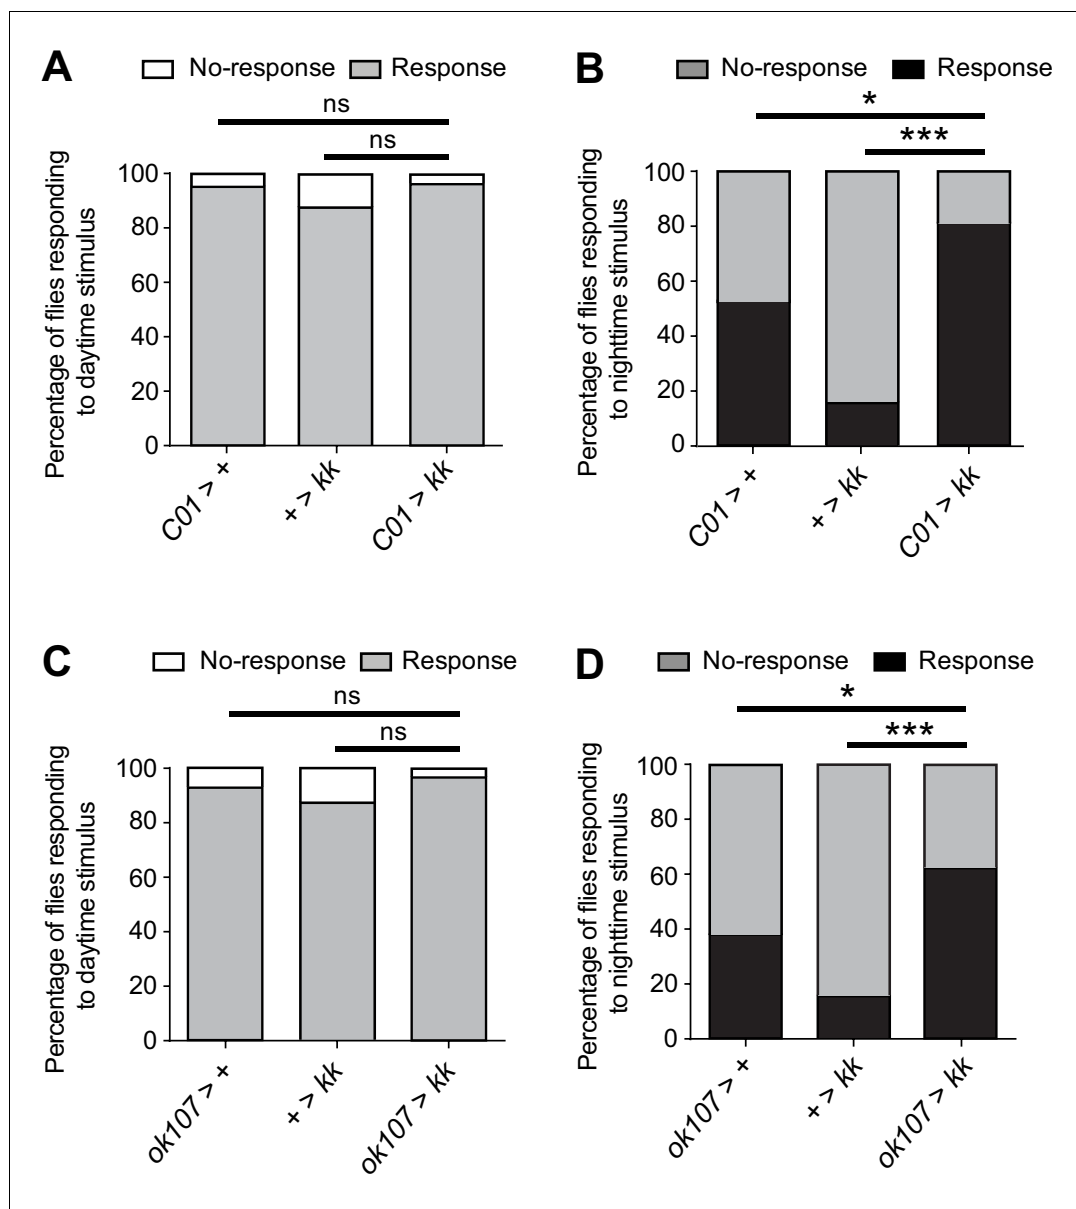 A
No-response Response
ns
ns
Percentage of flies responding
to daytime stimulus
100
80
60
40
20
0
C01 > +
+ > kk
C01 > kk
B
No-response Response
*
***
Percentage of flies responding
to nighttime stimulus
100
80
60
40
20
0
C01 > +
+ > kk
C01 > kk
C
No-response Response
ns
ns
Percentage of flies responding
to daytime stimulus
100
80
60
40
20
0
ok107 > +
+ > kk
ok107 > kk
D
No-response Response
*
***
Percentage of flies responding
to nighttime stimulus
100
80
60
40
20
0
ok107 > +
+ > kk
ok107 > kk